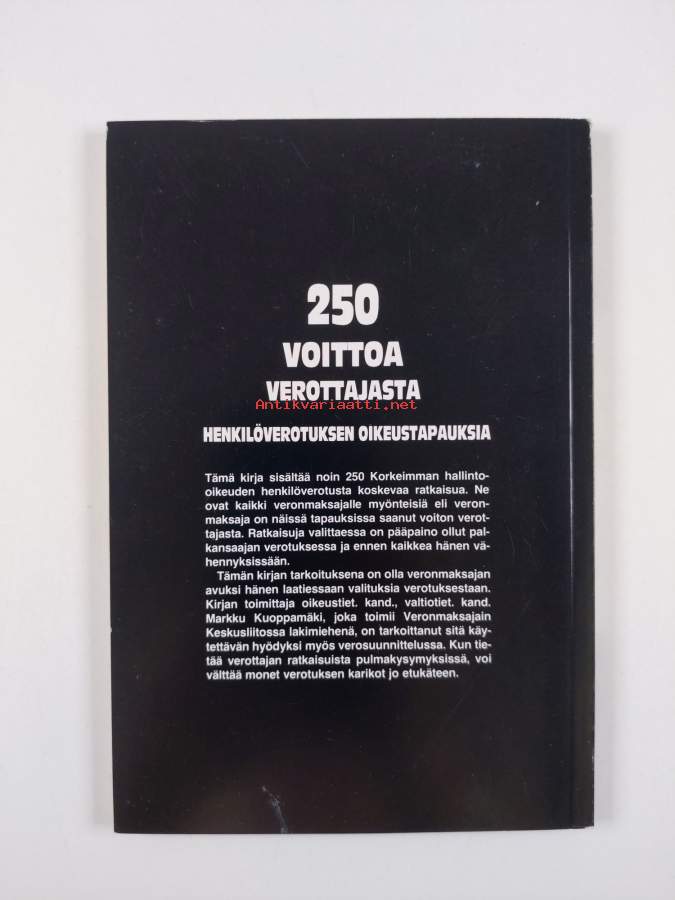 250
VOITTOA
VEROTTAJASTA
Antikvariaatti.net
HENKILÖVEROTUKSEN OIKEUSTAPAUKSIA
Tämä kirja sisältää noin 250 Korkeimman hallinto-
oikeuden henkilöverotusta koskevaa ratkaisua. Ne
ovat kaikki veronmaksajalle myönteisiä eli veron-
maksaja on näissä tapauksissa saanut voiton verot-
tajasta. Ratkaisuja valittaessa on pääpaino ollut pal-
kansaajan verotuksessa ja ennen kaikkea hänen vä-
hennyksissään.
Tämän kirjan tarkoituksena on olla veronmaksajan
avuksi hänen laatiessaan valituksia verotuksestaan.
Kirjan toimittaja oikeustiet. kand., valtiotiet. kand.
Markku Kuoppamäki, joka toimii Veronmaksajain
Keskusliitossa lakimiehenä, on tarkoittanut sitä käy-
tettävän hyödyksi myös verosuunnittelussa. Kun tie-
tää verottajan ratkaisuista pulmakysymyksissä, voi
välttää monet verotuksen karikot jo etukäteen.